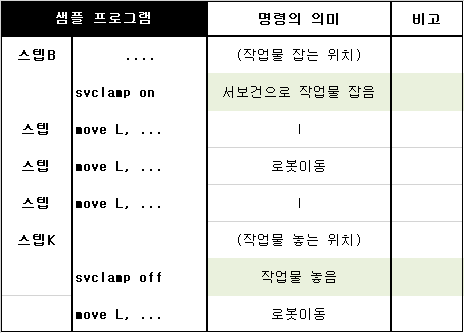 샘플 프로그램 명령의 의미 비고
스텝B .... (작업물 잡는 위치)
svclamp on 서보건으로 작업물 잡음
스텝 move L, ... |
스텝 move L, ... 로봇이동
스텝 move L, ... |
스텝K (작업물 놓는 위치)
svclamp off 작업물 놓음
move L, ... 로봇이동